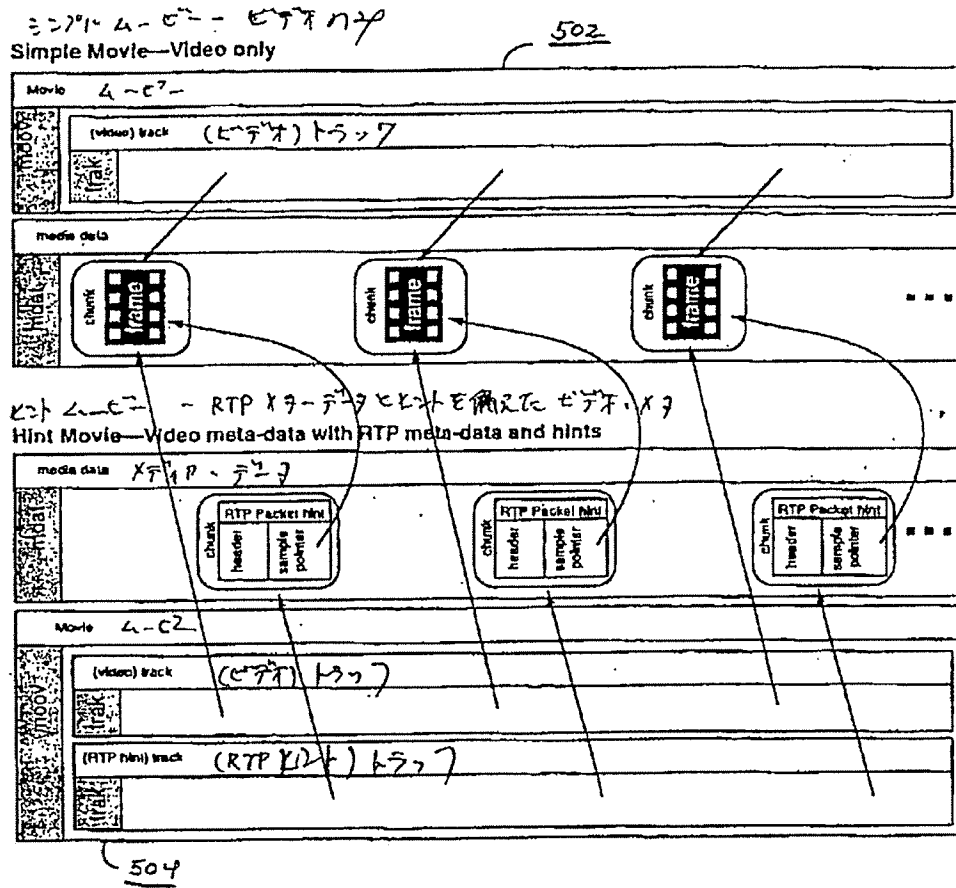 シンプル ムービー - ビデオのみ
Simple Movie—Video only
502
Movie ムービー
moov
(video) track (ビデオ) トラック
trak
media data
mdat
chunk frame
chunk frame
chunk frame
ヒント ムービー - RTP メターデータとヒントを備えた ビデオ・メタ
Hint Movie—Video meta-data with RTP meta-data and hints
media data メディア・データ
mdat
chunk RTP Packet hint header sample pointer
chunk RTP Packet hint header sample pointer
chunk RTP Packet hint header sample pointer
Movie ムービ
moov
(video) track (ビデオ) トラック
trak
(RTP hint) track (RTP ヒント) トラック
trak
504